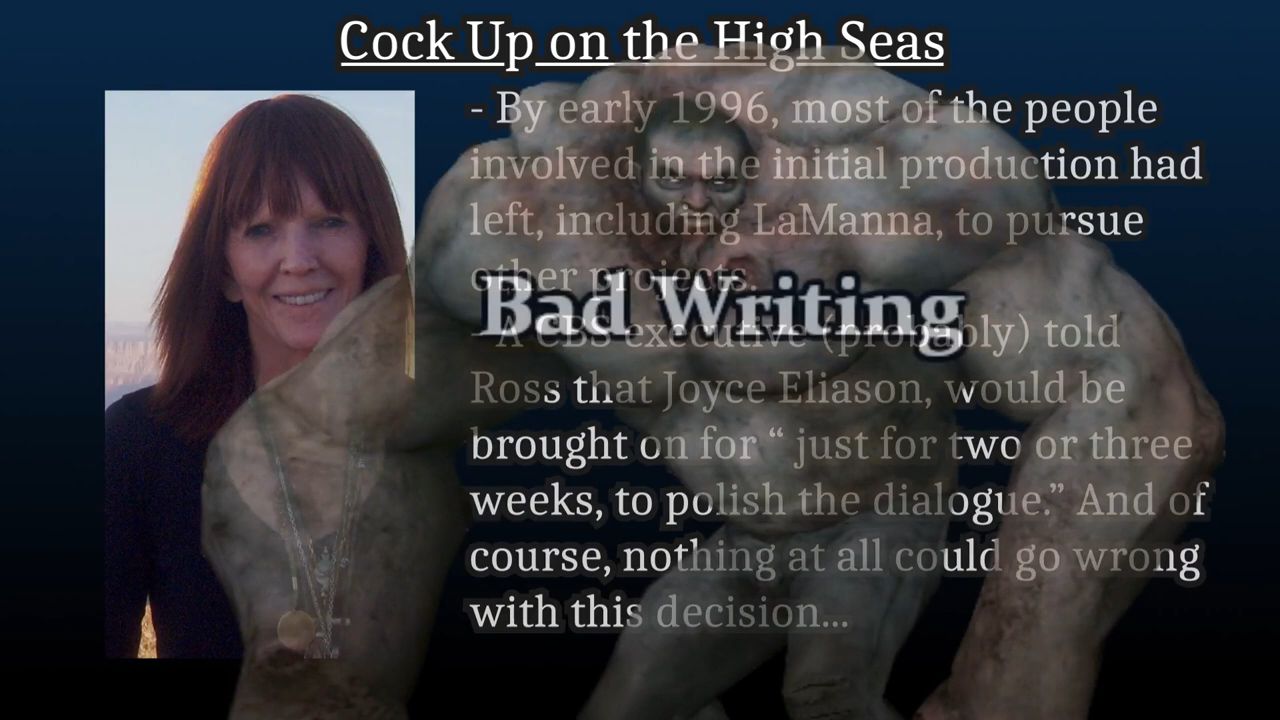 Cock Up on the High Seas
- By early 1996, most of the people
involved in the initial production had
left, including LaManna, to pursue
other projects.
Bad Writing
- A CBS executive (probably) told
Ross that Joyce Eliason, would be
brought on for “ just for two or three
weeks, to polish the dialogue.” And of
course, nothing at all could go wrong
with this decision...